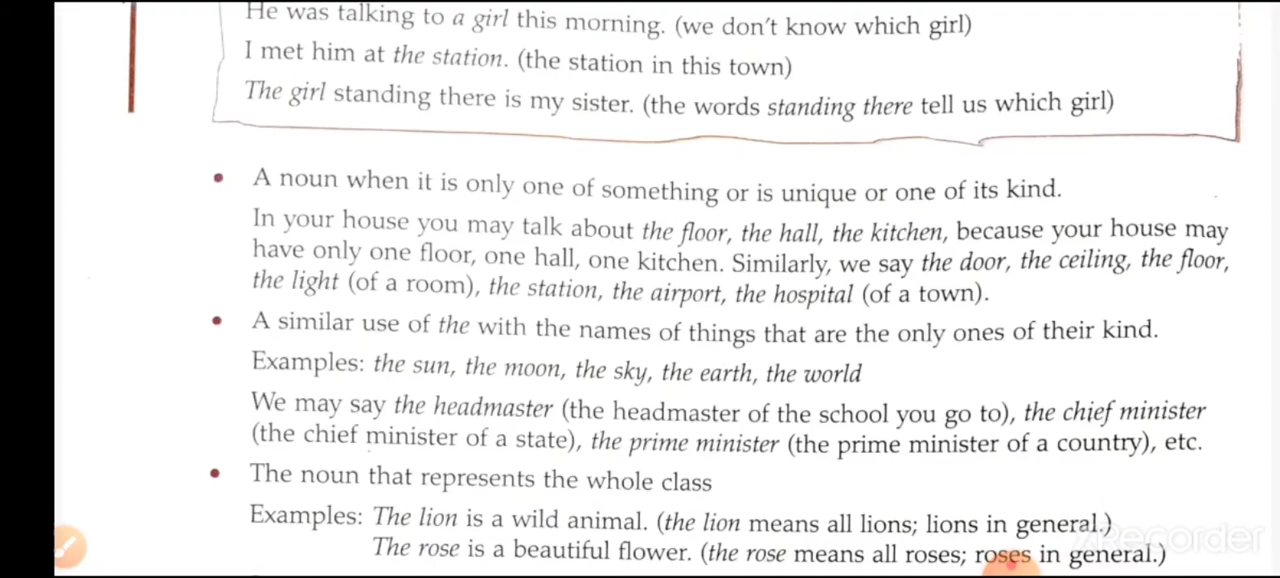 He was talking to a girl this morning. (we don't know which girl)
I met him at the station. (the station in this town)
The girl standing there is my sister. (the words standing there tell us which girl)
• A noun when it is only one of something or is unique or one of its kind.
In your house you may talk about the floor, the hall, the kitchen, because your house may
have only one floor, one hall, one kitchen. Similarly, we say the door, the ceiling, the floor,
the light (of a room), the station, the airport, the hospital (of a town).
• A similar use of the with the names of things that are the only ones of their kind.
Examples: the sun, the moon, the sky, the earth, the world
We may say the headmaster (the headmaster of the school you go to), the chief minister
(the chief minister of a state), the prime minister (the prime minister of a country), etc.
• The noun that represents the whole class
Examples: The lion is a wild animal. (the lion means all lions; lions in general.)
The rose is a beautiful flower. (the rose means all roses; roses in general.)